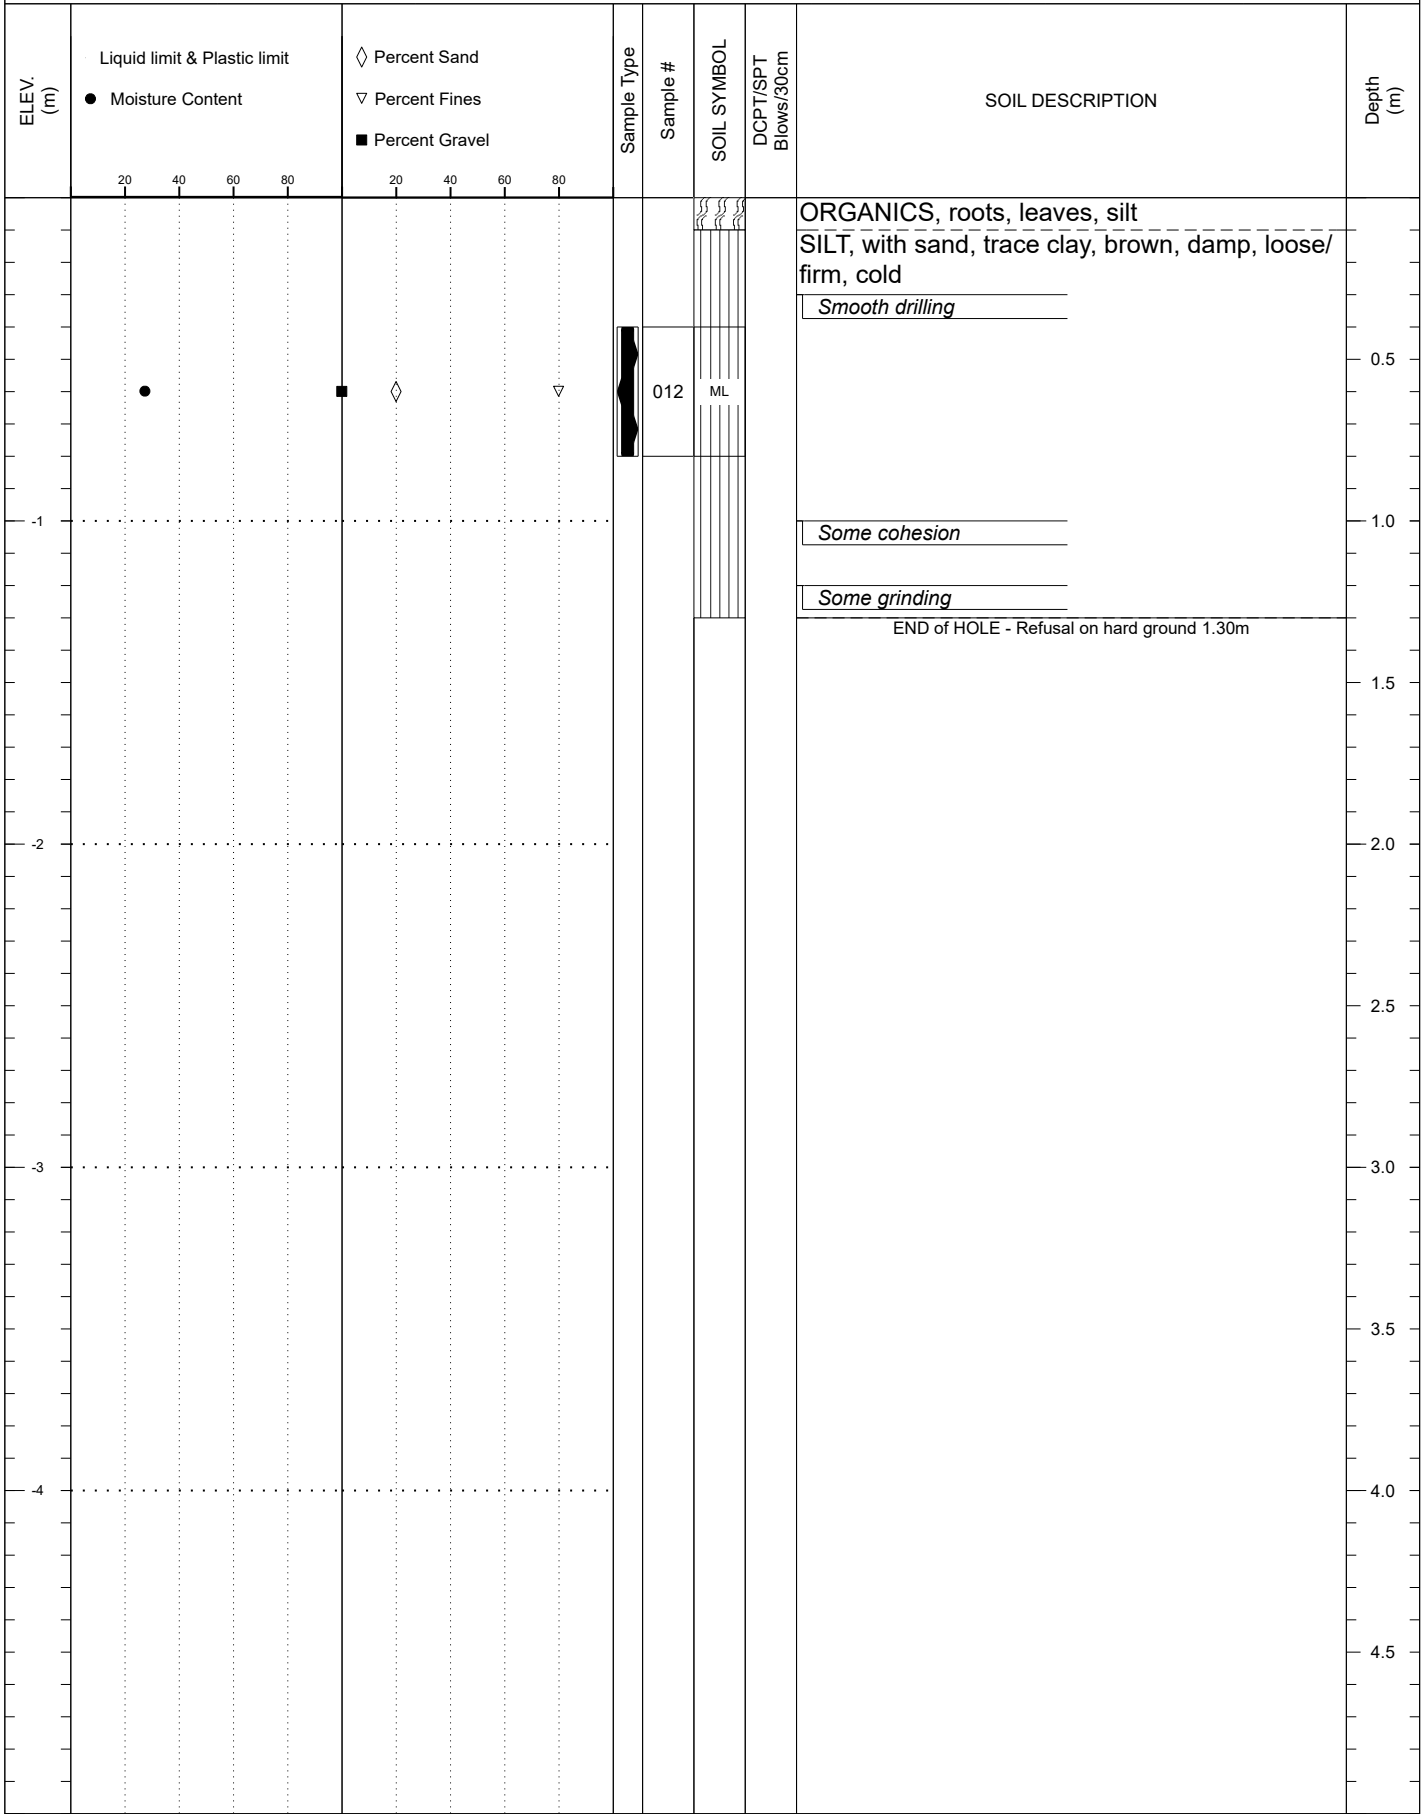 ELEV.
(m)
Liquid limit & Plastic limit
Moisture Content
Percent Sand
Percent Fines
Percent Gravel
Sample Type
Sample #
SOIL SYMBOL
DCPT/SPT
Blows/30cm
SOIL DESCRIPTION
Depth
(m)
20 40 60 80 20 40 60 80
ORGANICS, roots, leaves, silt
SILT, with sand, trace clay, brown, damp, loose/
firm, cold
Smooth drilling
0.5
012 ML
-1 1.0
Some cohesion
Some grinding
END of HOLE - Refusal on hard ground 1.30m
1.5
-2 2.0
2.5
-3 3.0
3.5
-4 4.0
4.5